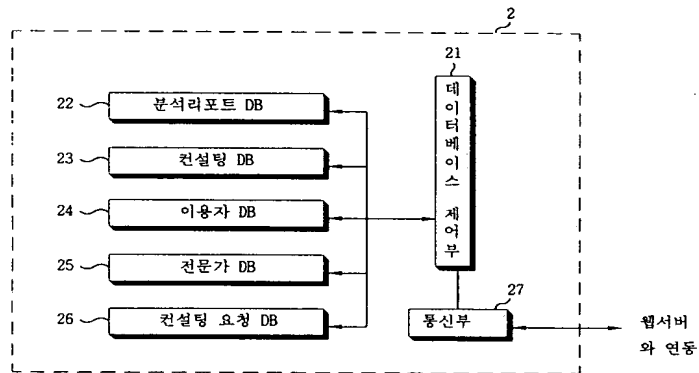 2
21
데이터베이스 제어부
22
분석리포트 DB
23
컨설팅 DB
24
이용자 DB
25
전문가 DB
26
컨설팅 요청 DB
27
통신부
웹서버
와 연동